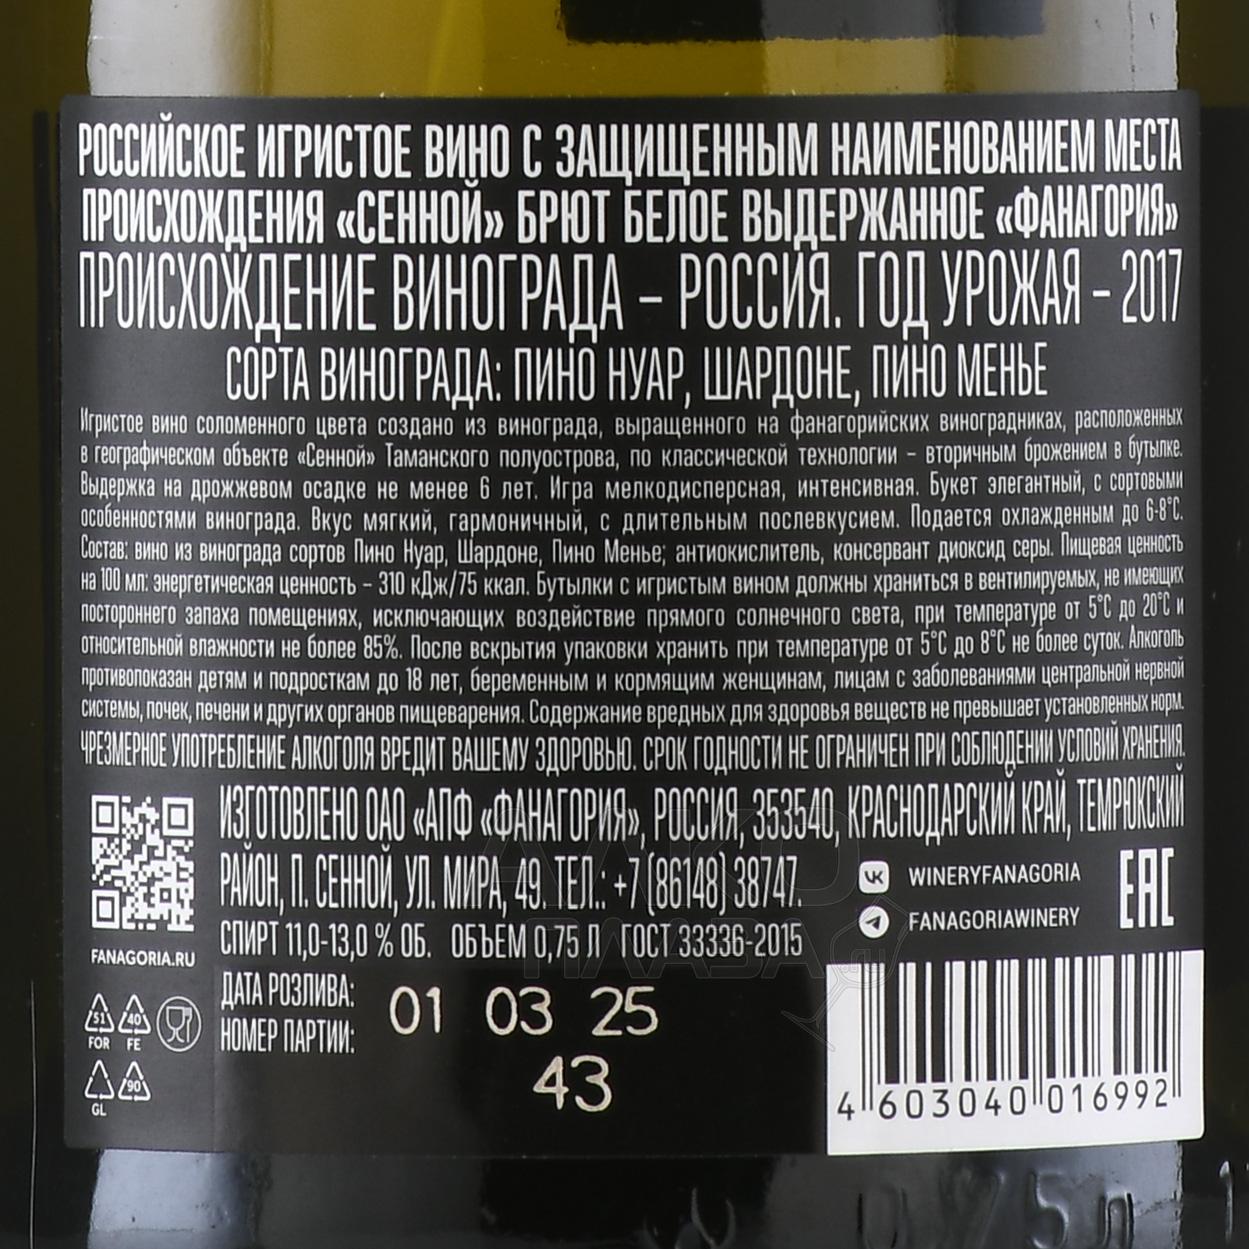 РОССИЙСКОЕ ИГРИСТОЕ ВИНО С ЗАЩИЩЕННЫМ НАИМЕНОВАНИЕМ МЕСТА
ПРОИСХОЖДЕНИЯ «СЕННОЙ» БРЮТ БЕЛОЕ ВЫДЕРЖАННОЕ «ФАНАГОРИЯ»
ПРОИСХОЖДЕНИЕ ВИНОГРАДА – РОССИЯ. ГОД УРОЖАЯ – 2017
СОРТА ВИНОГРАДА: ПИНО НУАР, ШАРДОНЕ, ПИНО МЕНЬЕ
Игристое вино соломенного цвета создано из винограда, выращенного на фанагорийских виноградниках, расположенных
в географическом объекте «Сенной» Таманского полуострова, по классической технологии – вторичным брожением в бутылке.
Выдержка на дрожжевом осадке не менее 6 лет. Игра мелкодисперсная, интенсивная. Букет элегантный, с сортовыми
особенностями винограда. Вкус мягкий, гармоничный, с длительным послевкусием. Подается охлажденным до 6-8°С.
Состав: вино из винограда сортов Пино Нуар, Шардоне, Пино Менье; антиокислитель, консервант диоксид серы. Пищевая ценность
на 100 мл: энергетическая ценность – 310 кДж/75 ккал. Бутылки с игристым вином должны храниться в вентилируемых, не имеющих
постороннего запаха помещениях, исключающих воздействие прямого солнечного света, при температуре от 5°С до 20°С и
относительной влажности не более 85%. После вскрытия упаковки хранить при температуре от 5°С до 8°С не более суток. Алкоголь
противопоказан детям и подросткам до 18 лет, беременным и кормящим женщинам, лицам с заболеваниями центральной нервной
системы, почек, печени и других органов пищеварения. Содержание вредных для здоровья веществ не превышает установленных норм.
ЧРЕЗМЕРНОЕ УПОТРЕБЛЕНИЕ АЛКОГОЛЯ ВРЕДИТ ВАШЕМУ ЗДОРОВЬЮ. СРОК ГОДНОСТИ НЕ ОГРАНИЧЕН ПРИ СОБЛЮДЕНИИ УСЛОВИЙ ХРАНЕНИЯ.
ИЗГОТОВЛЕНО ОАО «АПФ «ФАНАГОРИЯ», РОССИЯ, 353540, КРАСНОДАРСКИЙ КРАЙ, ТЕМРЮКСКИЙ
РАЙОН, П. СЕННОЙ, УЛ. МИРА, 49. ТЕЛ.: +7 (86148) 38747.
WINERYFANAGORIA
FANAGORIAWINERY
EAC
СПИРТ 11,0-13,0 % ОБ. ОБЪЕМ 0,75 Л ГОСТ 33336-2015
FANAGORIA.RU
ДАТА РОЗЛИВА: 01 03 25
НОМЕР ПАРТИИ: 43
51 40
FOR FE
90
GL
4 603040 016992
АЛКО
ПЛАЗА
.RU
0,75л